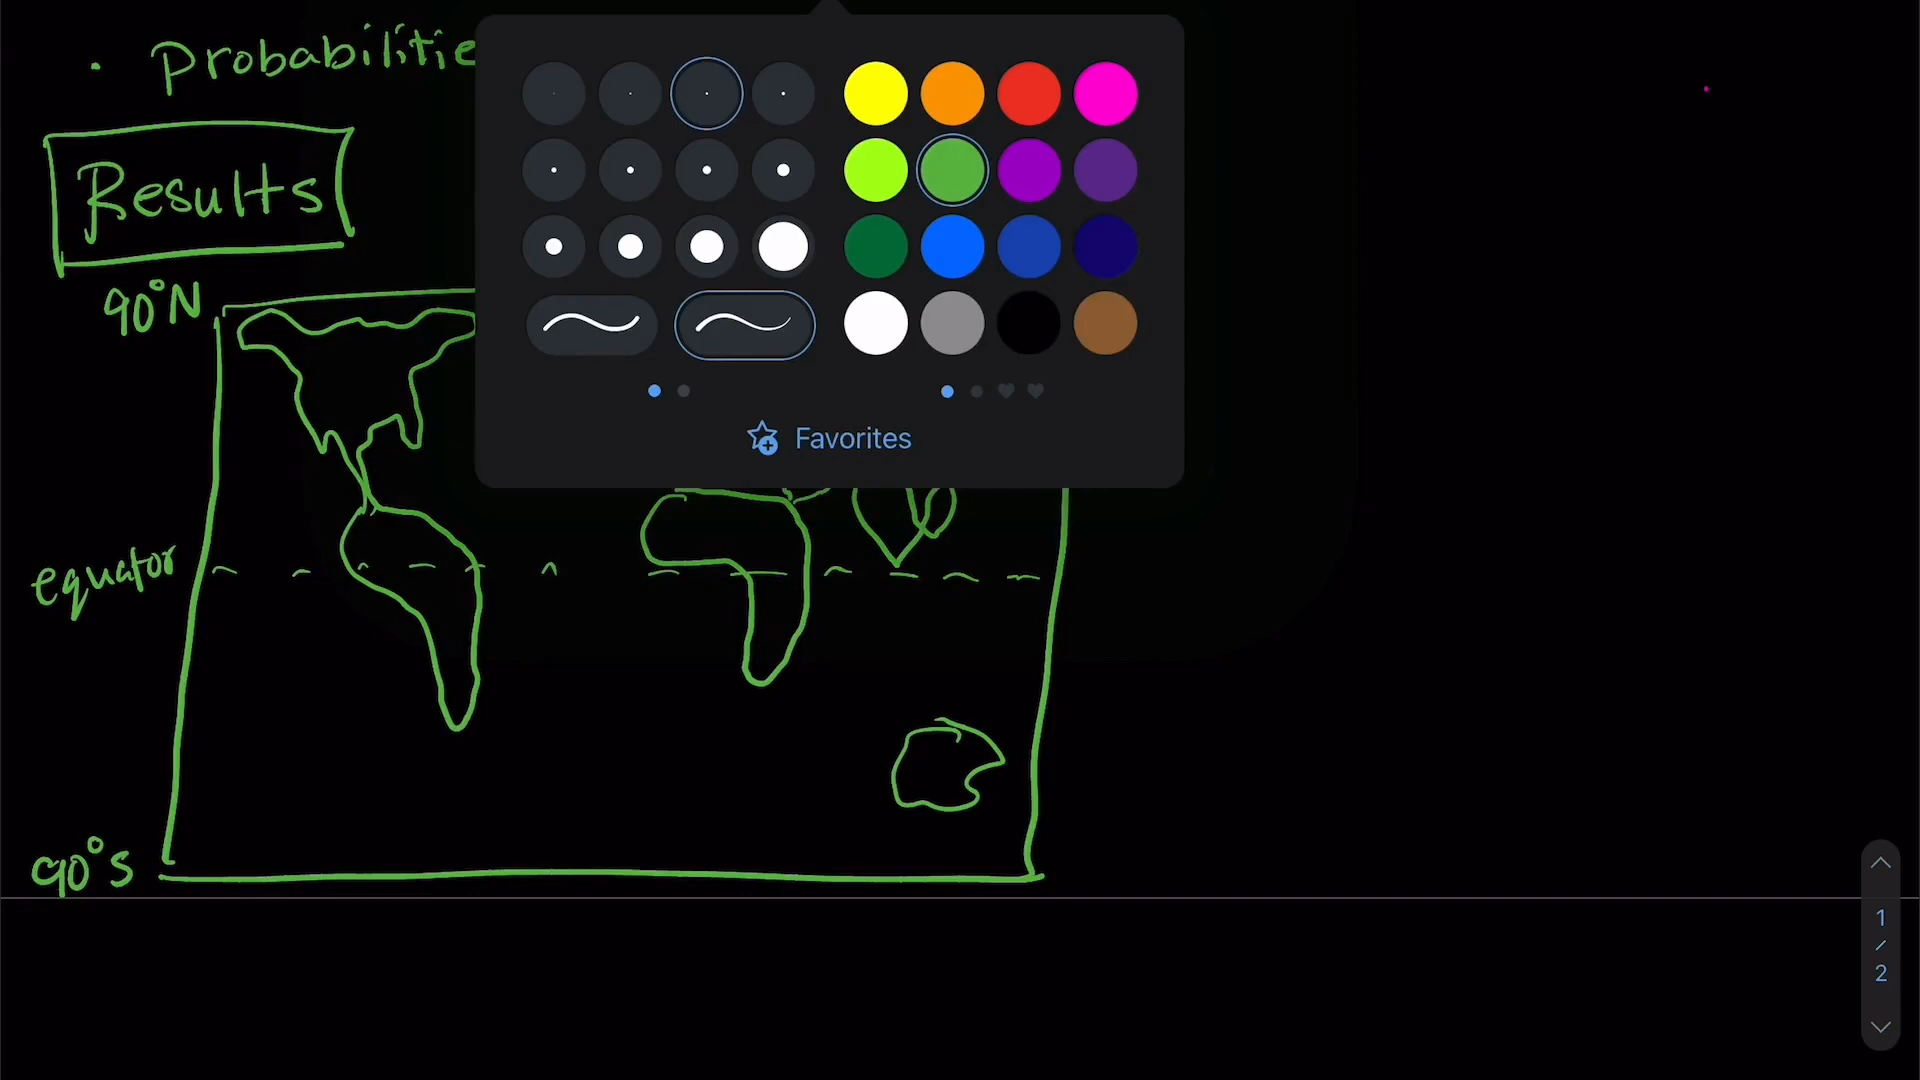 • Probabilitie
Results
90°N
Favorites
equator
90°S
1
/
2